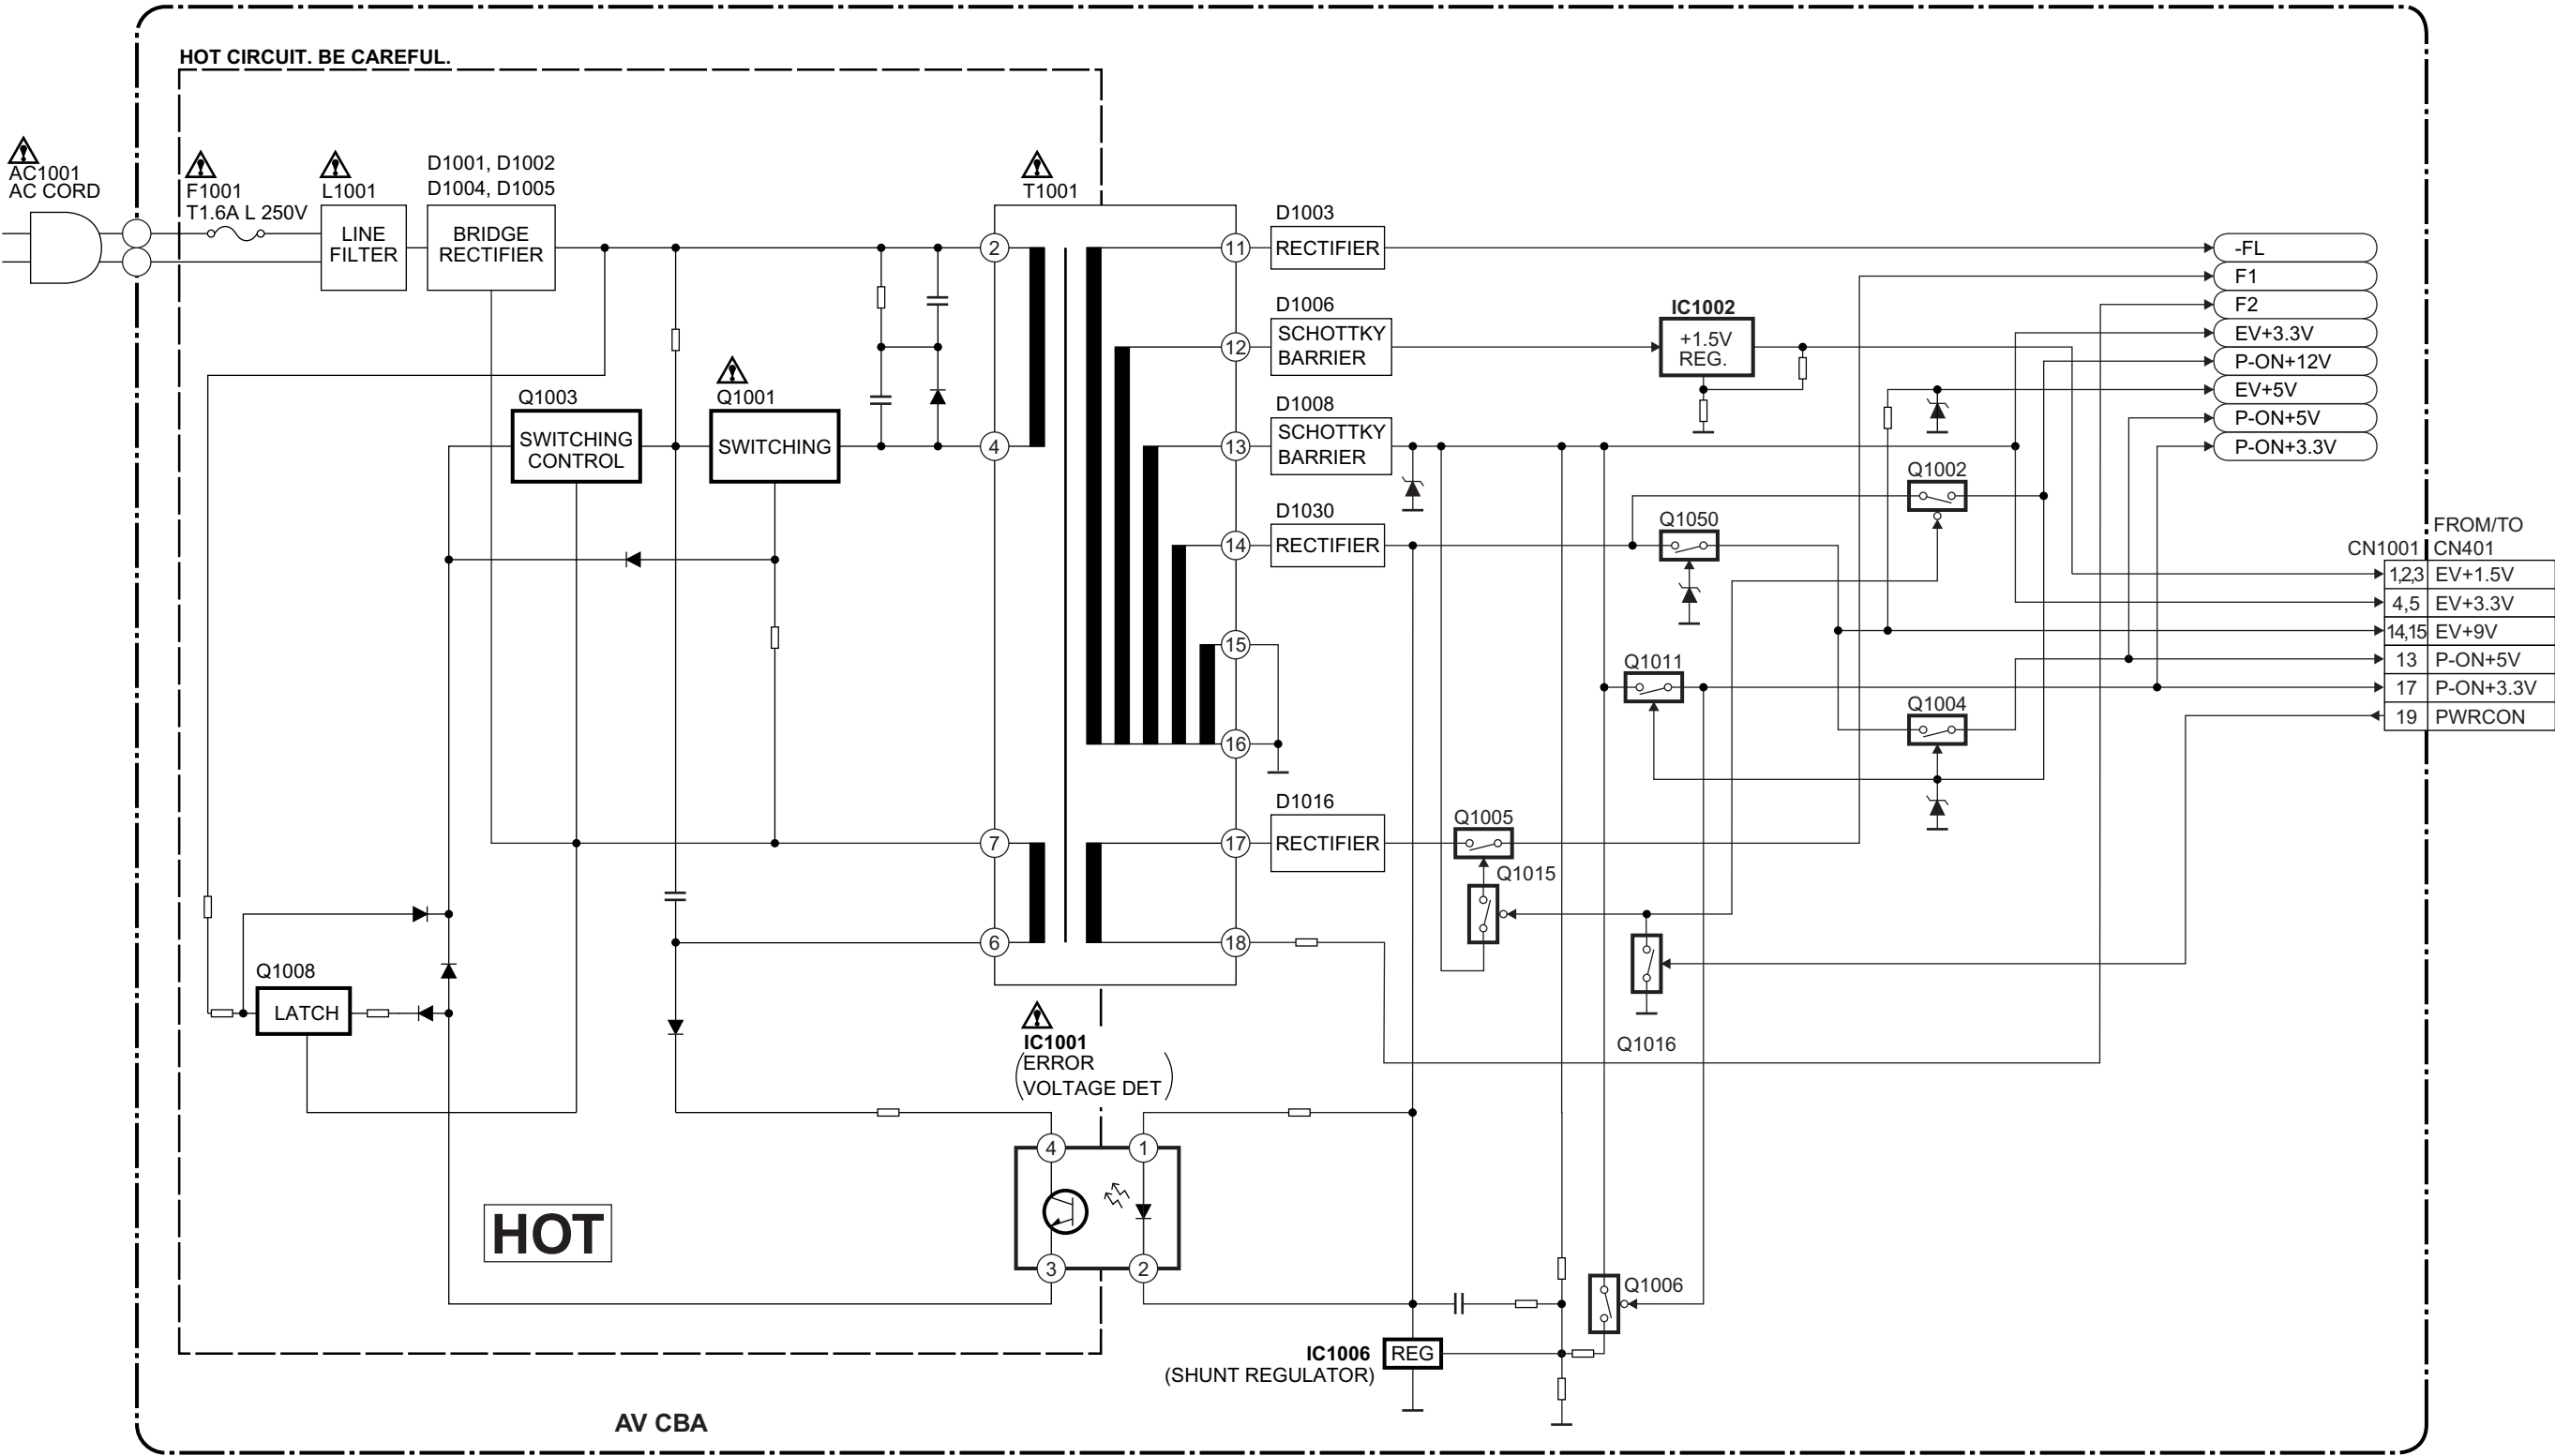 HOT CIRCUIT. BE CAREFUL.
AC1001
AC CORD
F1001
T1.6A L 250V
L1001
LINE
FILTER
D1001, D1002
D1004, D1005
BRIDGE
RECTIFIER
T1001
2
4
7
6
11
12
13
14
15
16
17
18
Q1003
SWITCHING
CONTROL
Q1001
SWITCHING
Q1008
LATCH
D1003
RECTIFIER
D1006
SCHOTTKY
BARRIER
D1008
SCHOTTKY
BARRIER
D1030
RECTIFIER
D1016
RECTIFIER
IC1002
+1.5V
REG.
-FL
F1
F2
EV+3.3V
P-ON+12V
EV+5V
P-ON+5V
P-ON+3.3V
Q1002
Q1050
Q1011
Q1004
Q1005
Q1015
Q1016
FROM/TO
CN1001 CN401
1,2,3 EV+1.5V
4,5 EV+3.3V
14,15 EV+9V
13 P-ON+5V
17 P-ON+3.3V
19 PWRCON
IC1001
(ERROR
VOLTAGE DET)
4
1
3
2
HOT
Q1006
IC1006
(SHUNT REGULATOR)
REG
AV CBA